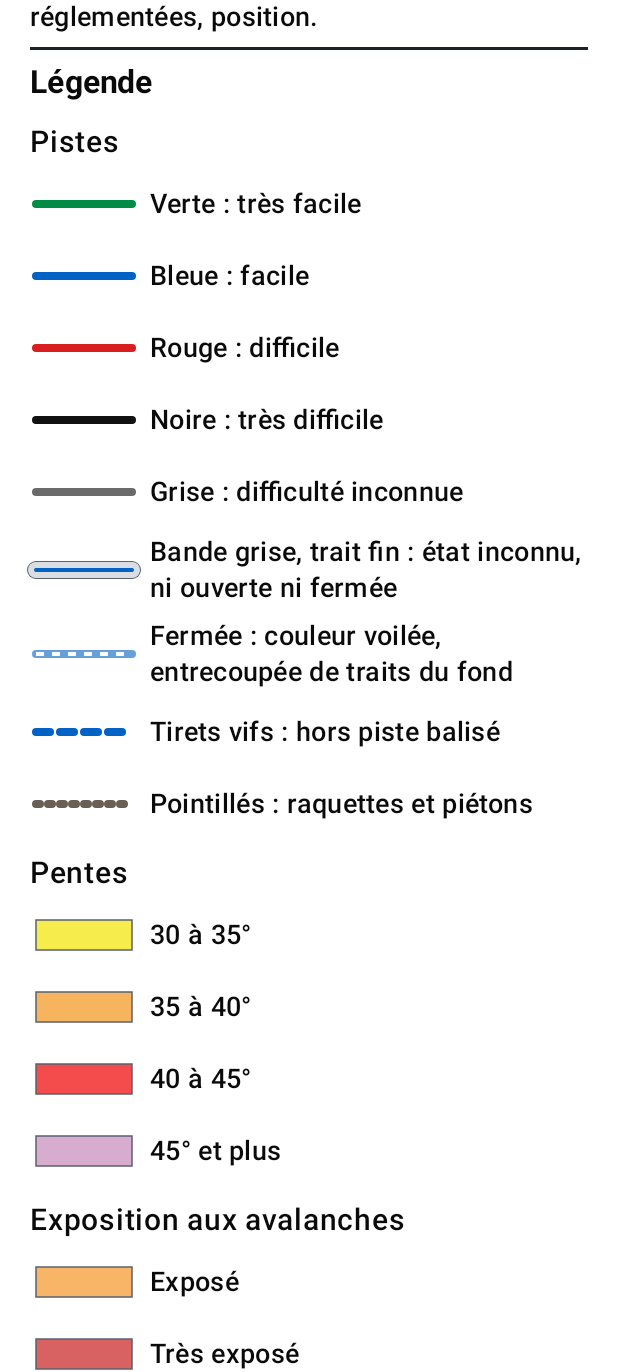 réglementées, position.
Légende
Pistes
Verte : très facile
Bleue : facile
Rouge : difficile
Noire : très difficile
Grise : difficulté inconnue
Bande grise, trait fin : état inconnu,
ni ouverte ni fermée
Fermée : couleur voilée,
entrecoupée de traits du fond
Tirets vifs : hors piste balisé
Pointillés : raquettes et piétons
Pentes
30 à 35°
35 à 40°
40 à 45°
45° et plus
Exposition aux avalanches
Exposé
Très exposé